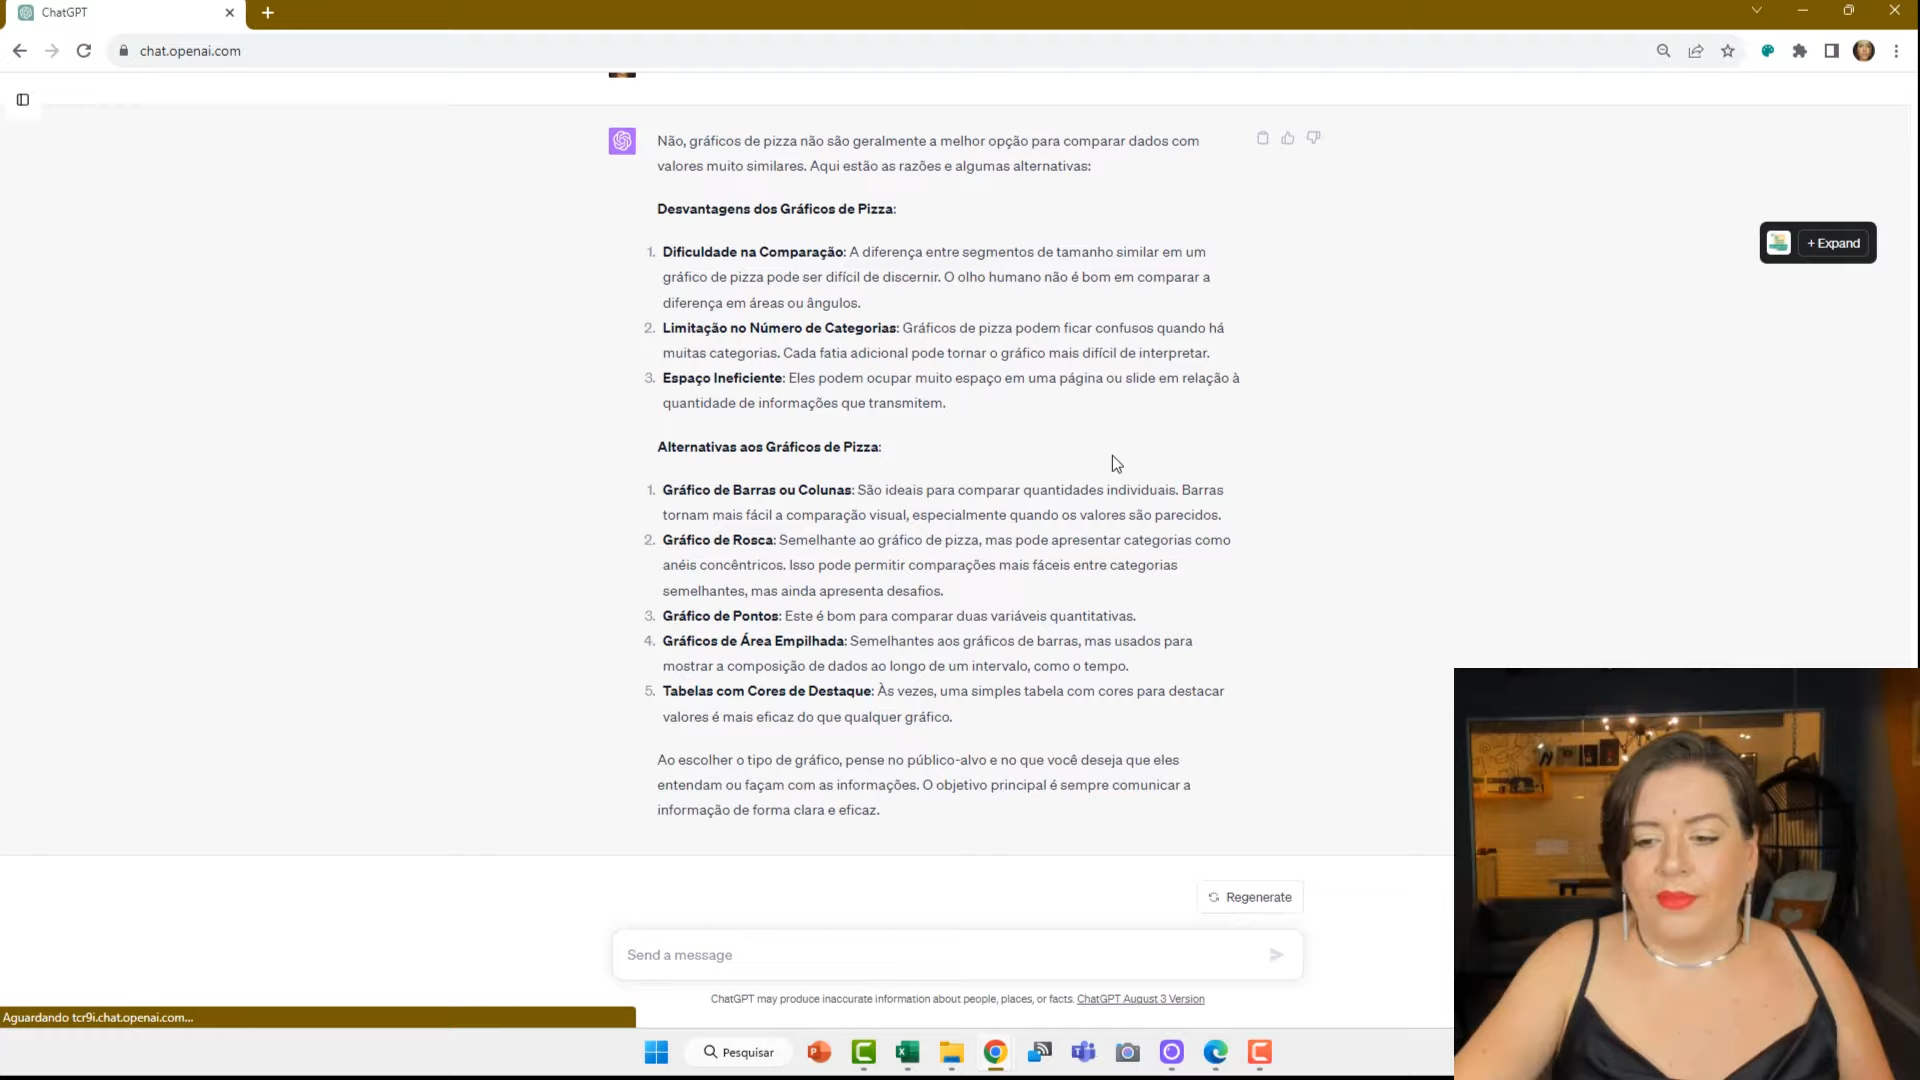 ChatGPT
chat.openai.com
Não, gráficos de pizza não são geralmente a melhor opção para comparar dados com
valores muito similares. Aqui estão as razões e algumas alternativas:
+ Expand
Desvantagens dos Gráficos de Pizza:
1. Dificuldade na Comparação: A diferença entre segmentos de tamanho similar em um
gráfico de pizza pode ser difícil de discernir. O olho humano não é bom em comparar a
diferença em áreas ou ângulos.
2. Limitação no Número de Categorias: Gráficos de pizza podem ficar confusos quando há
muitas categorias. Cada fatia adicional pode tornar o gráfico mais difícil de interpretar.
3. Espaço Ineficiente: Eles podem ocupar muito espaço em uma página ou slide em relação à
quantidade de informações que transmitem.
Alternativas aos Gráficos de Pizza:
1. Gráfico de Barras ou Colunas: São ideais para comparar quantidades individuais. Barras
tornam mais fácil a comparação visual, especialmente quando os valores são parecidos.
2. Gráfico de Rosca: Semelhante ao gráfico de pizza, mas pode apresentar categorias como
anéis concêntricos. Isso pode permitir comparações mais fáceis entre categorias
semelhantes, mas ainda apresenta desafios.
3. Gráfico de Pontos: Este é bom para comparar duas variáveis quantitativas.
4. Gráficos de Área Empilhada: Semelhantes aos gráficos de barras, mas usados para
mostrar a composição de dados ao longo de um intervalo, como o tempo.
5. Tabelas com Cores de Destaque: Às vezes, uma simples tabela com cores para destacar
valores é mais eficaz do que qualquer gráfico.
Ao escolher o tipo de gráfico, pense no público-alvo e no que você deseja que eles
entendam ou façam com as informações. O objetivo principal é sempre comunicar a
informação de forma clara e eficaz.
Regenerate
Send a message
ChatGPT may produce inaccurate information about people, places, or facts. ChatGPT August 3 Version
Aguardando tcr9i.chat.openai.com...
Pesquisar